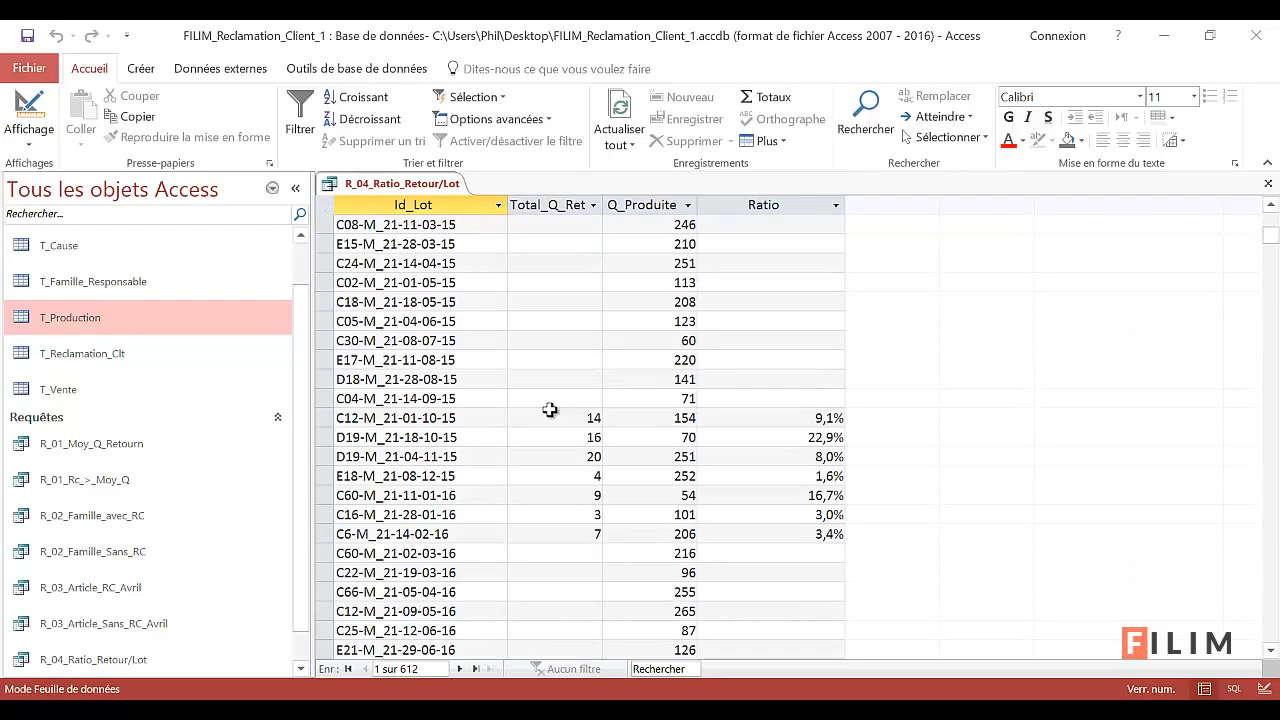 FILIM_Reclamation_Client_1 : Base de données- C:\Users\Phil\Desktop\FILIM_Reclamation_Client_1.accdb (format de fichier Access 2007 - 2016) - Access
Connexion
?
Fichier Accueil Créer Données externes Outils de base de données Dites-nous ce que vous voulez faire
Affichage
Affichages
Coller
Couper
Copier
Reproduire la mise en forme
Presse-papiers
Filtrer
Croissant
Décroissant
Supprimer un tri
Sélection
Options avancées
Activer/désactiver le filtre
Trier et filtrer
Actualiser
tout
Nouveau
Enregistrer
Supprimer
Totaux
Orthographe
Plus
Enregistrements
Rechercher
Remplacer
Atteindre
Sélectionner
Rechercher
Calibri 11
G I S
A
Mise en forme du texte
Tous les objets Access
Rechercher...
T_Cause
T_Famille_Responsable
T_Production
T_Reclamation_Clt
T_Vente
Requêtes
R_01_Moy_Q_Retourn
R_01_Rc_>_Moy_Q
R_02_Famille_avec_RC
R_02_Famille_Sans_RC
R_03_Article_RC_Avril
R_03_Article_Sans_RC_Avril
R_04_Ratio_Retour/Lot
R_04_Ratio_Retour/Lot
Id_Lot Total_Q_Ret Q_Produite Ratio
C08-M_21-11-03-15 246
E15-M_21-28-03-15 210
C24-M_21-14-04-15 251
C02-M_21-01-05-15 113
C18-M_21-18-05-15 208
C05-M_21-04-06-15 123
C30-M_21-08-07-15 60
E17-M_21-11-08-15 220
D18-M_21-28-08-15 141
C04-M_21-14-09-15 71
C12-M_21-01-10-15 14 154 9,1%
D19-M_21-18-10-15 16 70 22,9%
D19-M_21-04-11-15 20 251 8,0%
E18-M_21-08-12-15 4 252 1,6%
C60-M_21-11-01-16 9 54 16,7%
C16-M_21-28-01-16 3 101 3,0%
C6-M_21-14-02-16 7 206 3,4%
C60-M_21-02-03-16 216
C22-M_21-19-03-16 96
C66-M_21-05-04-16 255
C12-M_21-09-05-16 265
C25-M_21-12-06-16 87
E21-M_21-29-06-16 126
FILIM
Enr : 1 sur 612 Aucun filtre Rechercher
Mode Feuille de données
Verr. num.
SQL